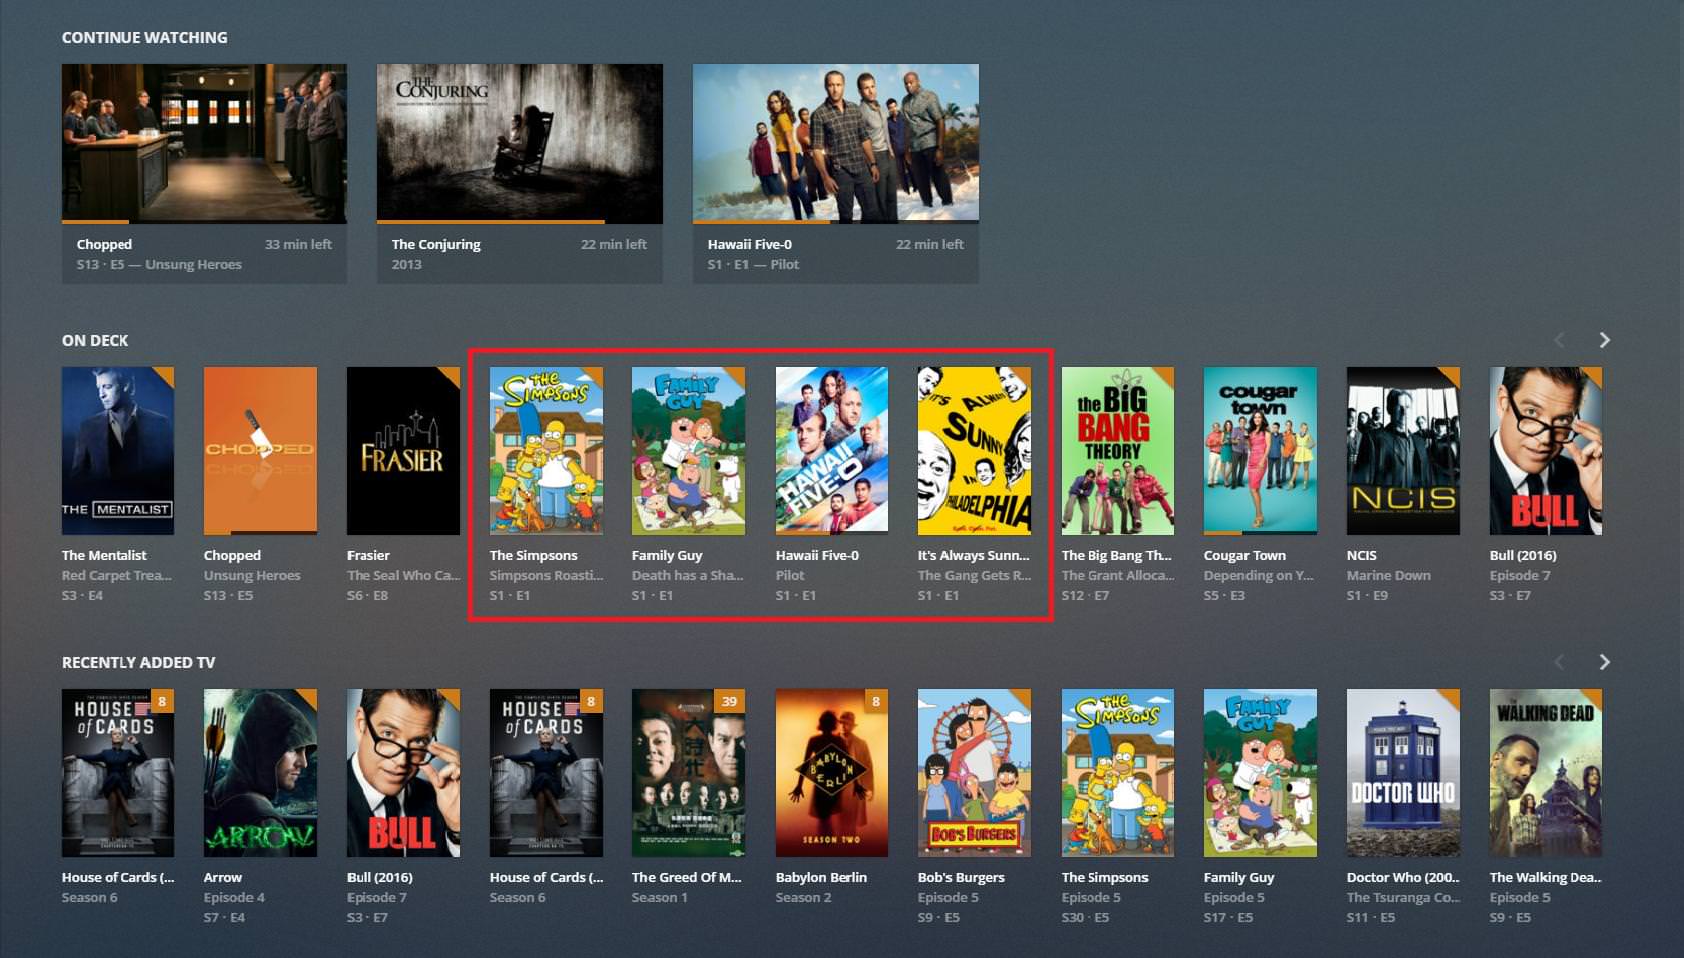 CONTINUE WATCHING
THE CONJURING
Chopped 33 min left
S13 · E5 — Unsung Heroes
The Conjuring 22 min left
2013
Hawaii Five-0 22 min left
S1 · E1 — Pilot
ON DECK
THE MENTALIST
CHOPPED
FRASIER
THE SIMPSONS
FAMILY GUY
HAWAII FIVE-0
IT'S ALWAYS SUNNY IN PHILADELPHIA
the BIG BANG THEORY
cougar town
NCIS
BULL
The Mentalist
Red Carpet Trea...
S3 · E4
Chopped
Unsung Heroes
S13 · E5
Frasier
The Seal Who Ca...
S6 · E8
The Simpsons
Simpsons Roasti...
S1 · E1
Family Guy
Death has a Sha...
S1 · E1
Hawaii Five-0
Pilot
S1 · E1
It's Always Sunn...
The Gang Gets R...
S1 · E1
The Big Bang Th...
The Grant Alloca...
S12 · E7
Cougar Town
Depending on Y...
S5 · E3
NCIS
Marine Down
S1 · E9
Bull (2016)
Episode 7
S3 · E7
RECENTLY ADDED TV
HOUSE of CARDS 8
ARROW
BULL
HOUSE of CARDS 8
39
BABYLON BERLIN 8
SEASON TWO
BOB'S BURGERS
THE SIMPSONS
FAMILY GUY
DOCTOR WHO
THE WALKING DEAD
House of Cards (...
Season 6
Arrow
Episode 4
S7 · E4
Bull (2016)
Episode 7
S3 · E7
House of Cards (...
Season 6
The Greed Of M...
Season 1
Babylon Berlin
Season 2
Bob's Burgers
Episode 5
S9 · E5
The Simpsons
Episode 5
S30 · E5
Family Guy
Episode 5
S17 · E5
Doctor Who (200...
The Tsuranga Co...
S11 · E5
The Walking Dea...
Episode 5
S9 · E5